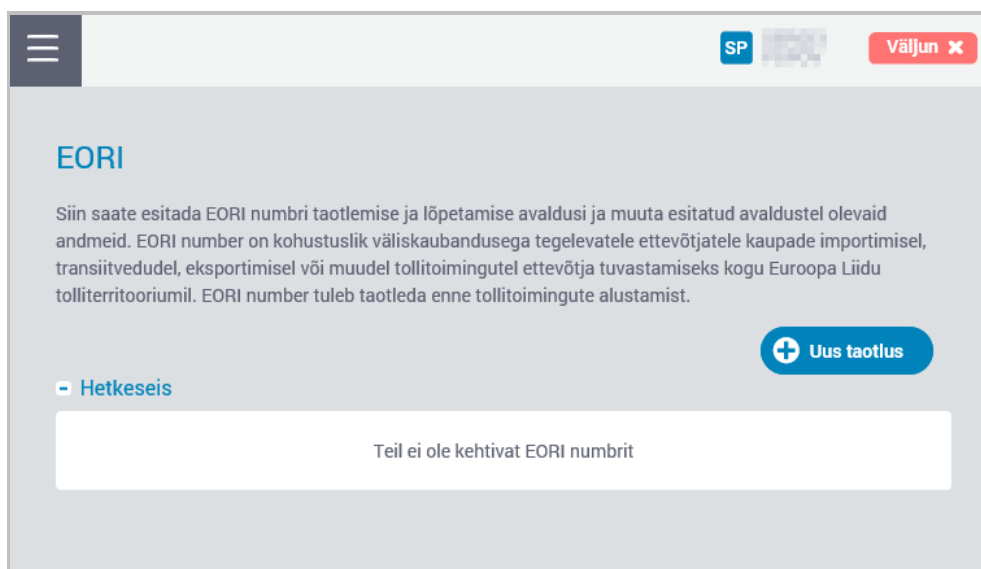 SP
Väljun
EORI
Siin saate esitada EORI numbri taotlemise ja lõpetamise avaldusi ja muuta esitatud avaldustel olevaid
andmeid. EORI number on kohustuslik väliskaubandusega tegelevatele ettevõtjatele kaupade importimisel,
transiitvedudel, eksportimisel või muudel tollitoimingutel ettevõtja tuvastamiseks kogu Euroopa Liidu
tolliterritooriumil. EORI number tuleb taotleda enne tollitoimingute alustamist.
Uus taotlus
Hetkeseis
Teil ei ole kehtivat EORI numbrit